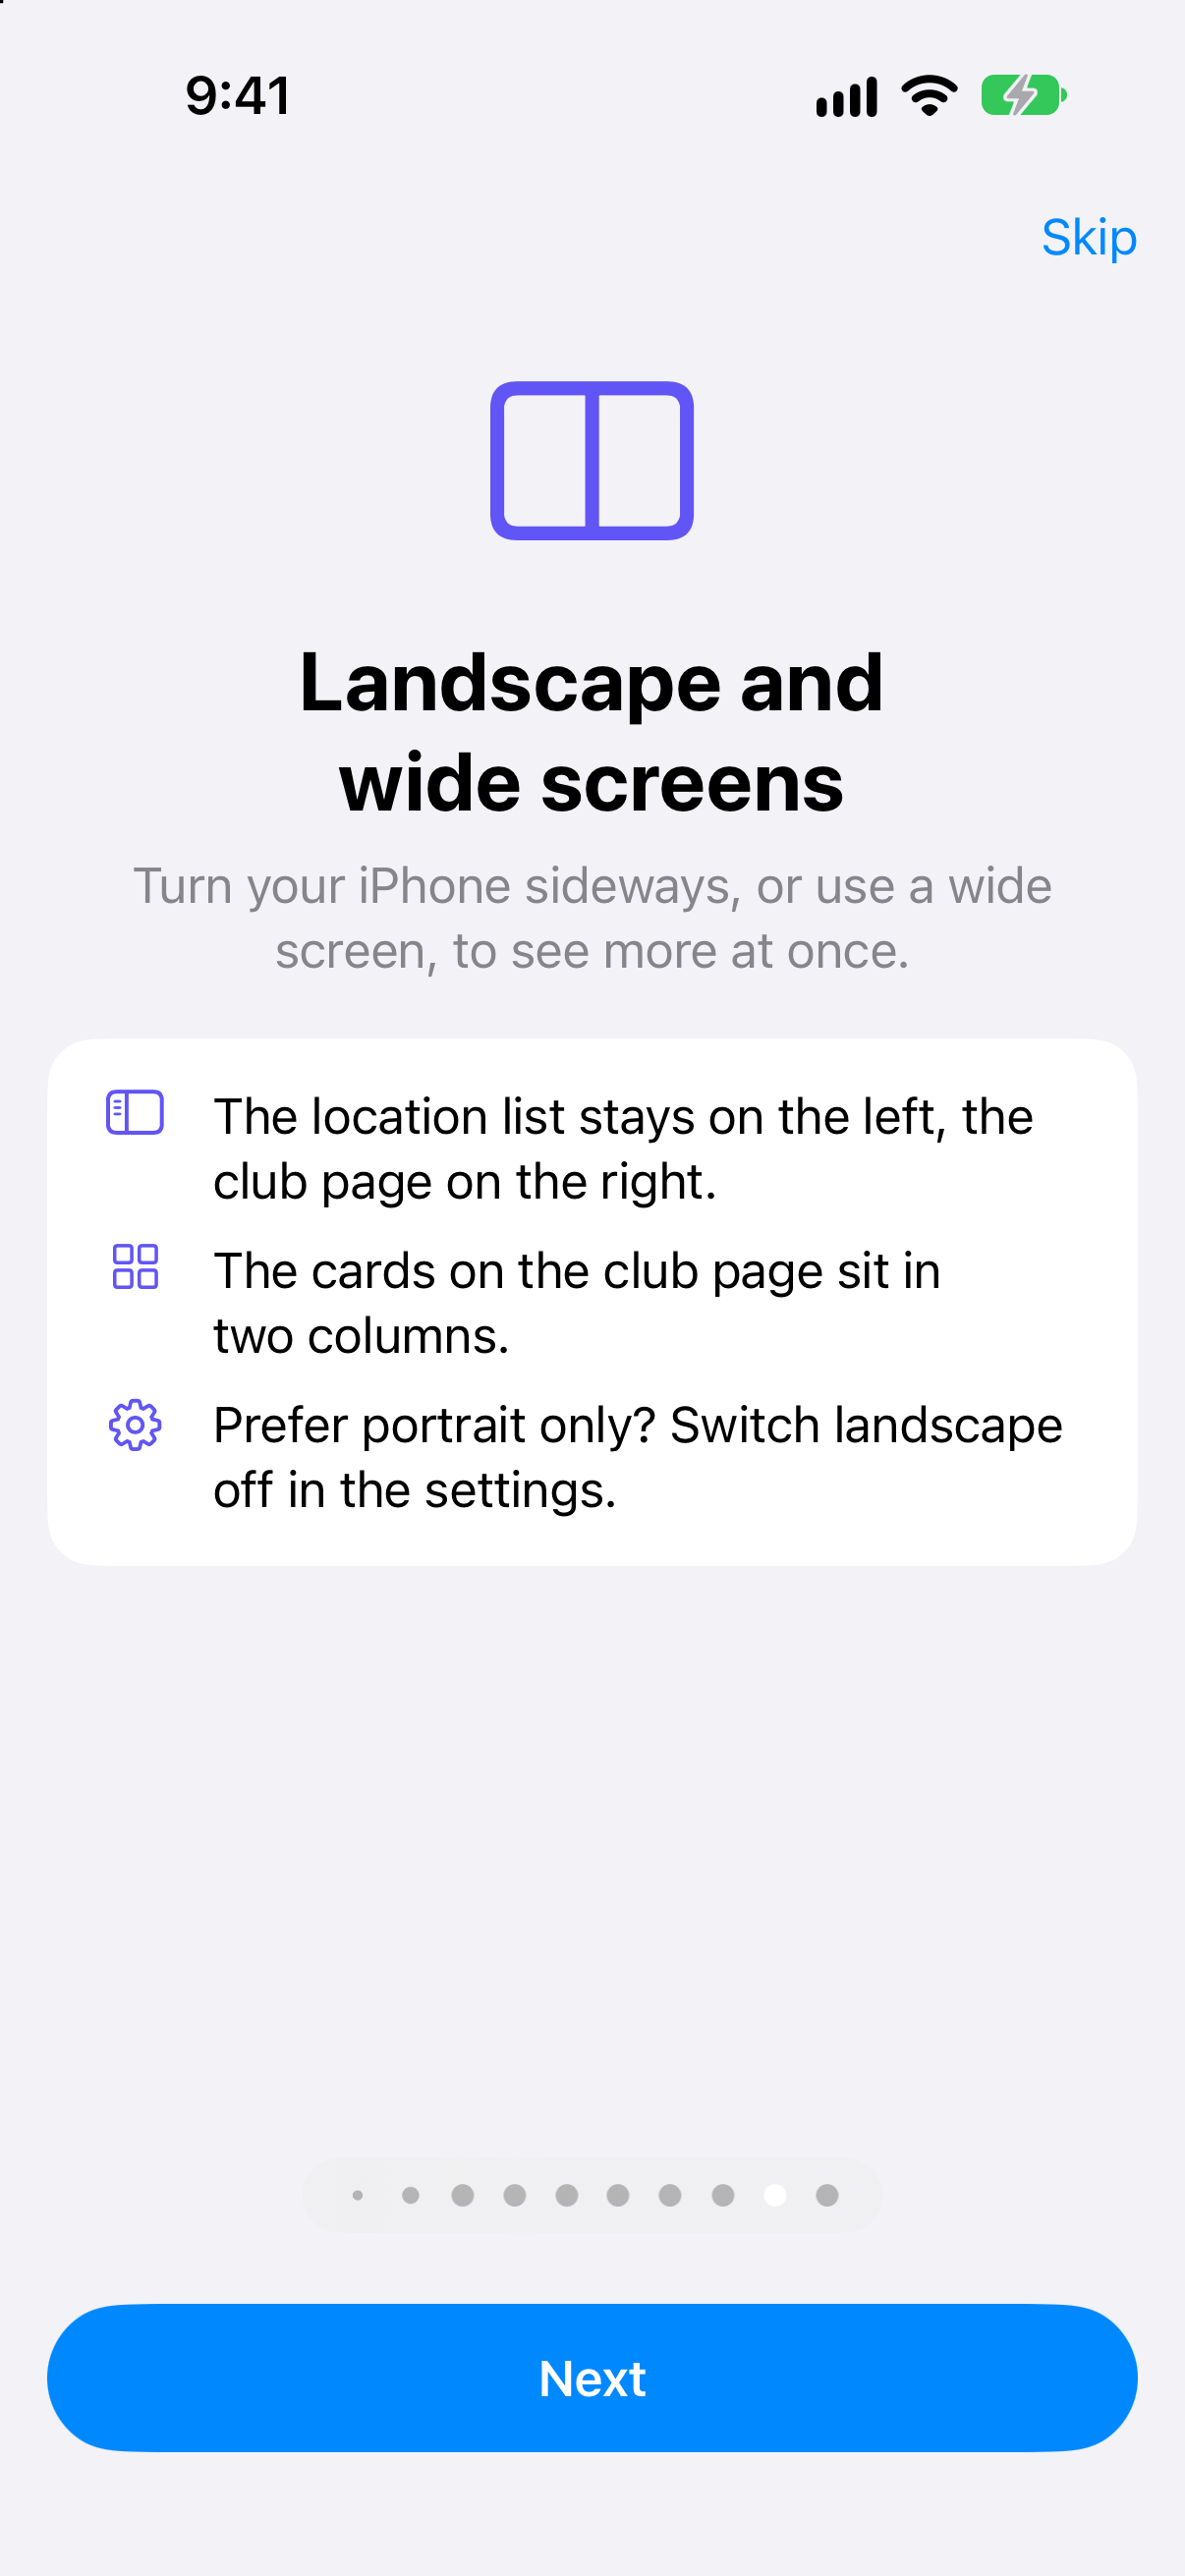 9:41
Skip
Landscape and
wide screens
Turn your iPhone sideways, or use a wide
screen, to see more at once.
The location list stays on the left, the
club page on the right.
The cards on the club page sit in
two columns.
Prefer portrait only? Switch landscape
off in the settings.
Next